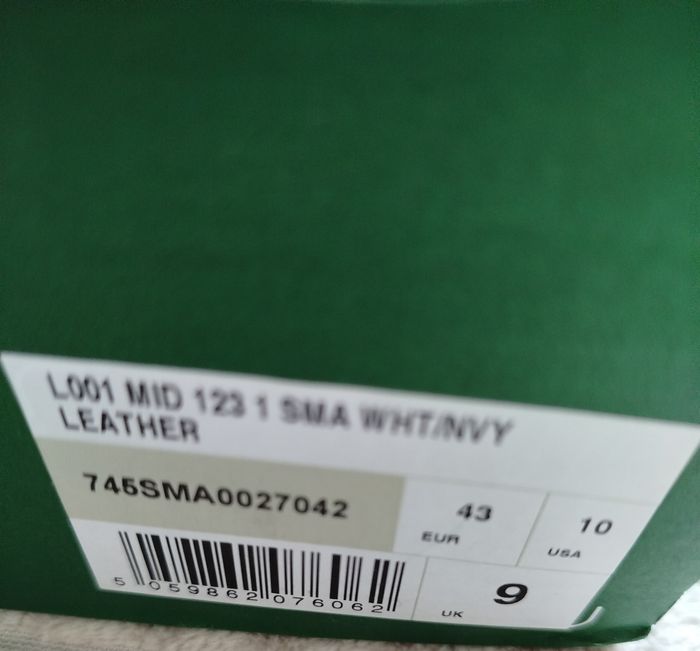 L001 MID 123 1 SMA WHT/NVY
LEATHER
745SMA0027042
43
EUR
10
USA
5 059862 076062
9
UK